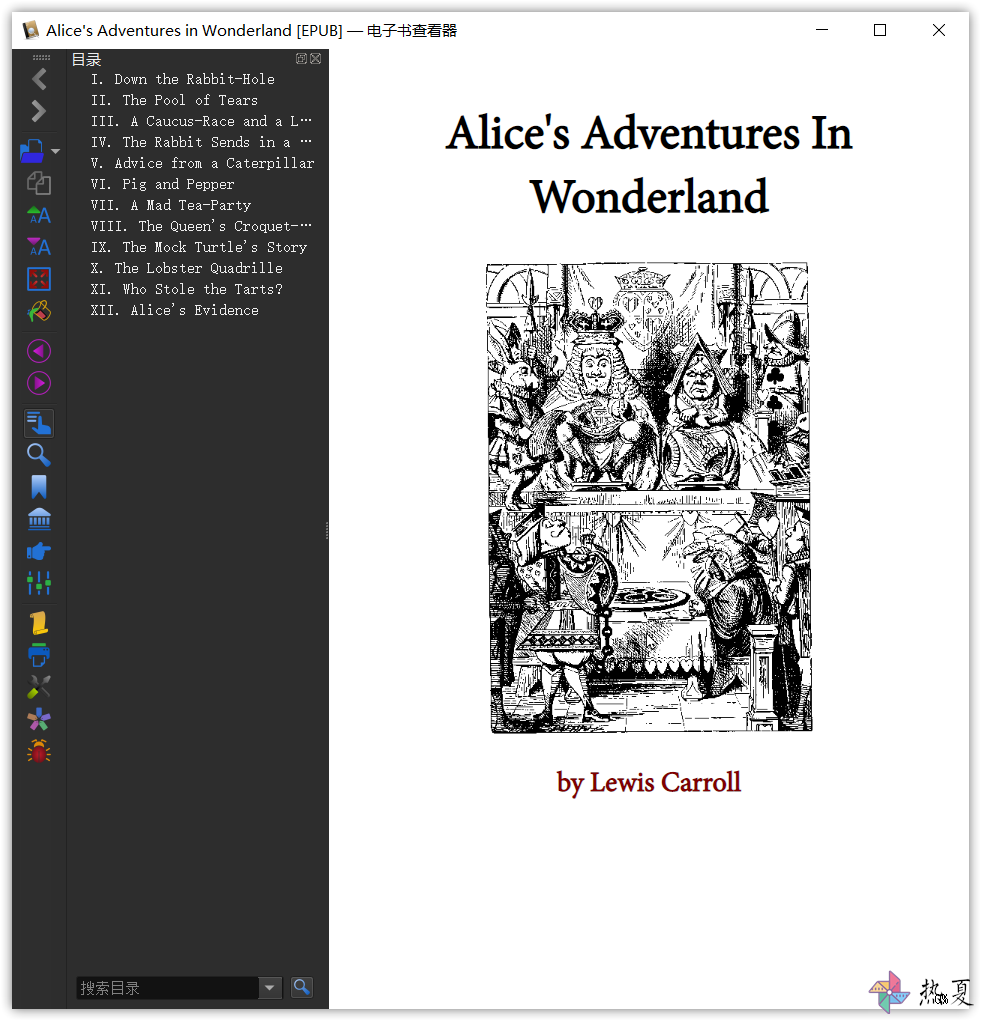 Alice's Adventures in Wonderland [EPUB] — 电子书查看器
目录
I. Down the Rabbit-Hole
II. The Pool of Tears
III. A Caucus-Race and a L…
IV. The Rabbit Sends in a …
V. Advice from a Caterpillar
VI. Pig and Pepper
VII. A Mad Tea-Party
VIII. The Queen's Croquet-…
IX. The Mock Turtle's Story
X. The Lobster Quadrille
XI. Who Stole the Tarts?
XII. Alice's Evidence
搜索目录
Alice's Adventures In
Wonderland
by Lewis Carroll
热夏